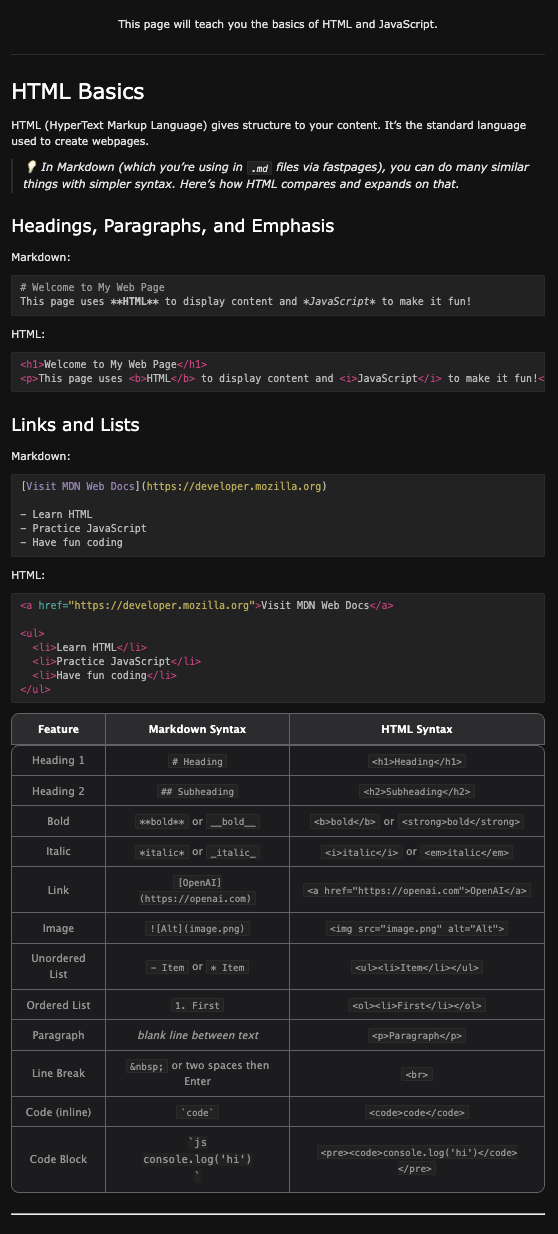 This page will teach you the basics of HTML and JavaScript.
HTML Basics
HTML (HyperText Markup Language) gives structure to your content. It’s the standard language
used to create webpages.
💡 In Markdown (which you’re using in .md files via fastpages), you can do many similar
things with simpler syntax. Here’s how HTML compares and expands on that.
Headings, Paragraphs, and Emphasis
Markdown:
# Welcome to My Web Page
This page uses **HTML** to display content and *JavaScript* to make it fun!
HTML:
<h1>Welcome to My Web Page</h1>
<p>This page uses <b>HTML</b> to display content and <i>JavaScript</i> to make it fun!<
Links and Lists
Markdown:
[Visit MDN Web Docs](https://developer.mozilla.org)
- Learn HTML
- Practice JavaScript
- Have fun coding
HTML:
<a href="https://developer.mozilla.org">Visit MDN Web Docs</a>
<ul>
  <li>Learn HTML</li>
  <li>Practice JavaScript</li>
  <li>Have fun coding</li>
</ul>
Feature Markdown Syntax HTML Syntax
Heading 1 # Heading <h1>Heading</h1>
Heading 2 ## Subheading <h2>Subheading</h2>
Bold **bold** or __bold__ <b>bold</b> or <strong>bold</strong>
Italic *italic* or _italic_ <i>italic</i> or <em>italic</em>
Link [OpenAI]
(https://openai.com) <a href="https://openai.com">OpenAI</a>
Image ![Alt](image.png) <img src="image.png" alt="Alt">
Unordered
List - Item or * Item <ul><li>Item</li></ul>
Ordered List 1. First <ol><li>First</li></ol>
Paragraph blank line between text <p>Paragraph</p>
Line Break &nbsp; or two spaces then
Enter <br>
Code (inline) `code` <code>code</code>
Code Block `js
console.log('hi')
` <pre><code>console.log('hi')</code>
</pre>